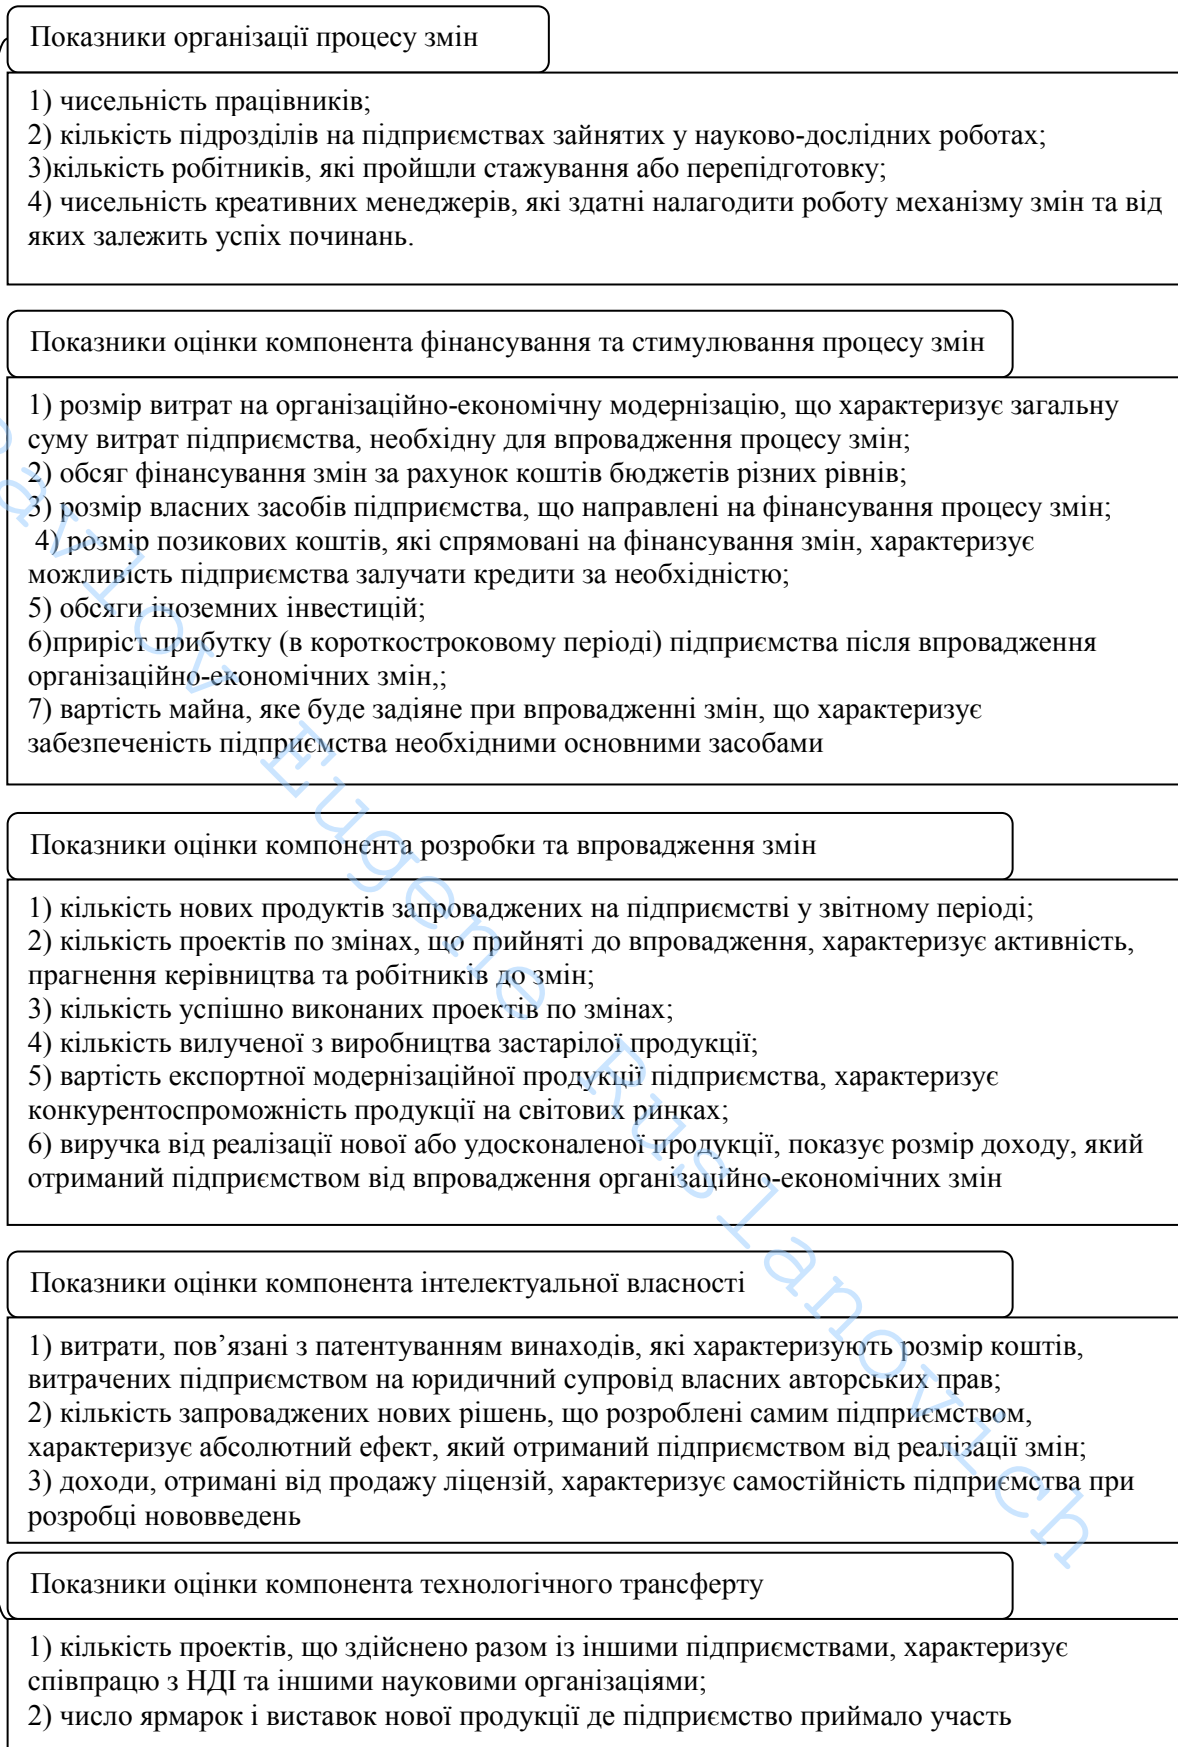 Показники організації процесу змін
1) чисельність працівників;
2) кількість підрозділів на підприємствах зайнятих у науково-дослідних роботах;
3)кількість робітників, які пройшли стажування або перепідготовку;
4) чисельність креативних менеджерів, які здатні налагодити роботу механізму змін та від
яких залежить успіх починань.
Показники оцінки компонента фінансування та стимулювання процесу змін
1) розмір витрат на організаційно-економічну модернізацію, що характеризує загальну
суму витрат підприємства, необхідну для впровадження процесу змін;
2) обсяг фінансування змін за рахунок коштів бюджетів різних рівнів;
3) розмір власних засобів підприємства, що направлені на фінансування процесу змін;
4) розмір позикових коштів, які спрямовані на фінансування змін, характеризує
можливість підприємства залучати кредити за необхідністю;
5) обсяги іноземних інвестицій;
6)приріст прибутку (в короткостроковому періоді) підприємства після впровадження
організаційно-економічних змін,;
7) вартість майна, яке буде задіяне при впровадженні змін, що характеризує
забезпеченість підприємства необхідними основними засобами
Показники оцінки компонента розробки та впровадження змін
1) кількість нових продуктів запроваджених на підприємстві у звітному періоді;
2) кількість проектів по змінах, що прийняті до впровадження, характеризує активність,
прагнення керівництва та робітників до змін;
3) кількість успішно виконаних проектів по змінах;
4) кількість вилученої з виробництва застарілої продукції;
5) вартість експортної модернізаційної продукції підприємства, характеризує
конкурентоспроможність продукції на світових ринках;
6) виручка від реалізації нової або удосконаленої продукції, показує розмір доходу, який
отриманий підприємством від впровадження організаційно-економічних змін
Показники оцінки компонента інтелектуальної власності
1) витрати, пов’язані з патентуванням винаходів, які характеризують розмір коштів,
витрачених підприємством на юридичний супровід власних авторських прав;
2) кількість запроваджених нових рішень, що розроблені самим підприємством,
характеризує абсолютний ефект, який отриманий підприємством від реалізації змін;
3) доходи, отримані від продажу ліцензій, характеризує самостійність підприємства при
розробці нововведень
Показники оцінки компонента технологічного трансферту
1) кількість проектів, що здійснено разом із іншими підприємствами, характеризує
співпрацю з НДІ та іншими науковими організаціями;
2) число ярмарок і виставок нової продукції де підприємство приймало участь
Pavlov Eugene Ruslanovich